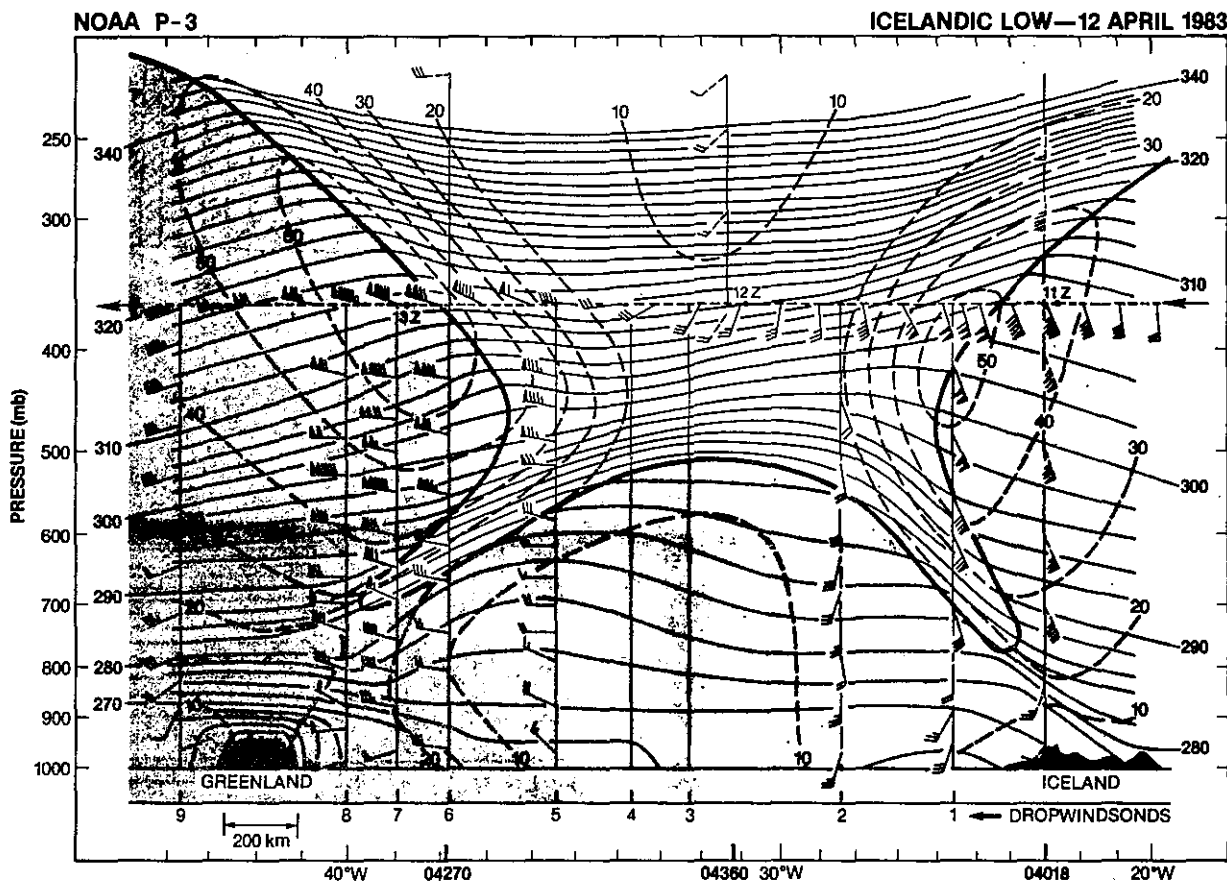 NOAA P-3 ICELANDIC LOW—12 APRIL 1983
40 30 20 10 10 340
20
250
340 30 320
300
60
50
310
12 Z 11 Z
320 13 Z
400
50
40 40
30
310
500
300
300
600
290
700
20 20
290
280
800
270
900 10
10 280
1000 20 10 10
GREENLAND ICELAND
PRESSURE (mb)
9 8 7 6 5 4 3 2 1 DROPWINDSONDS
200 km
40°W 04270 04360 30°W 04018 20°W